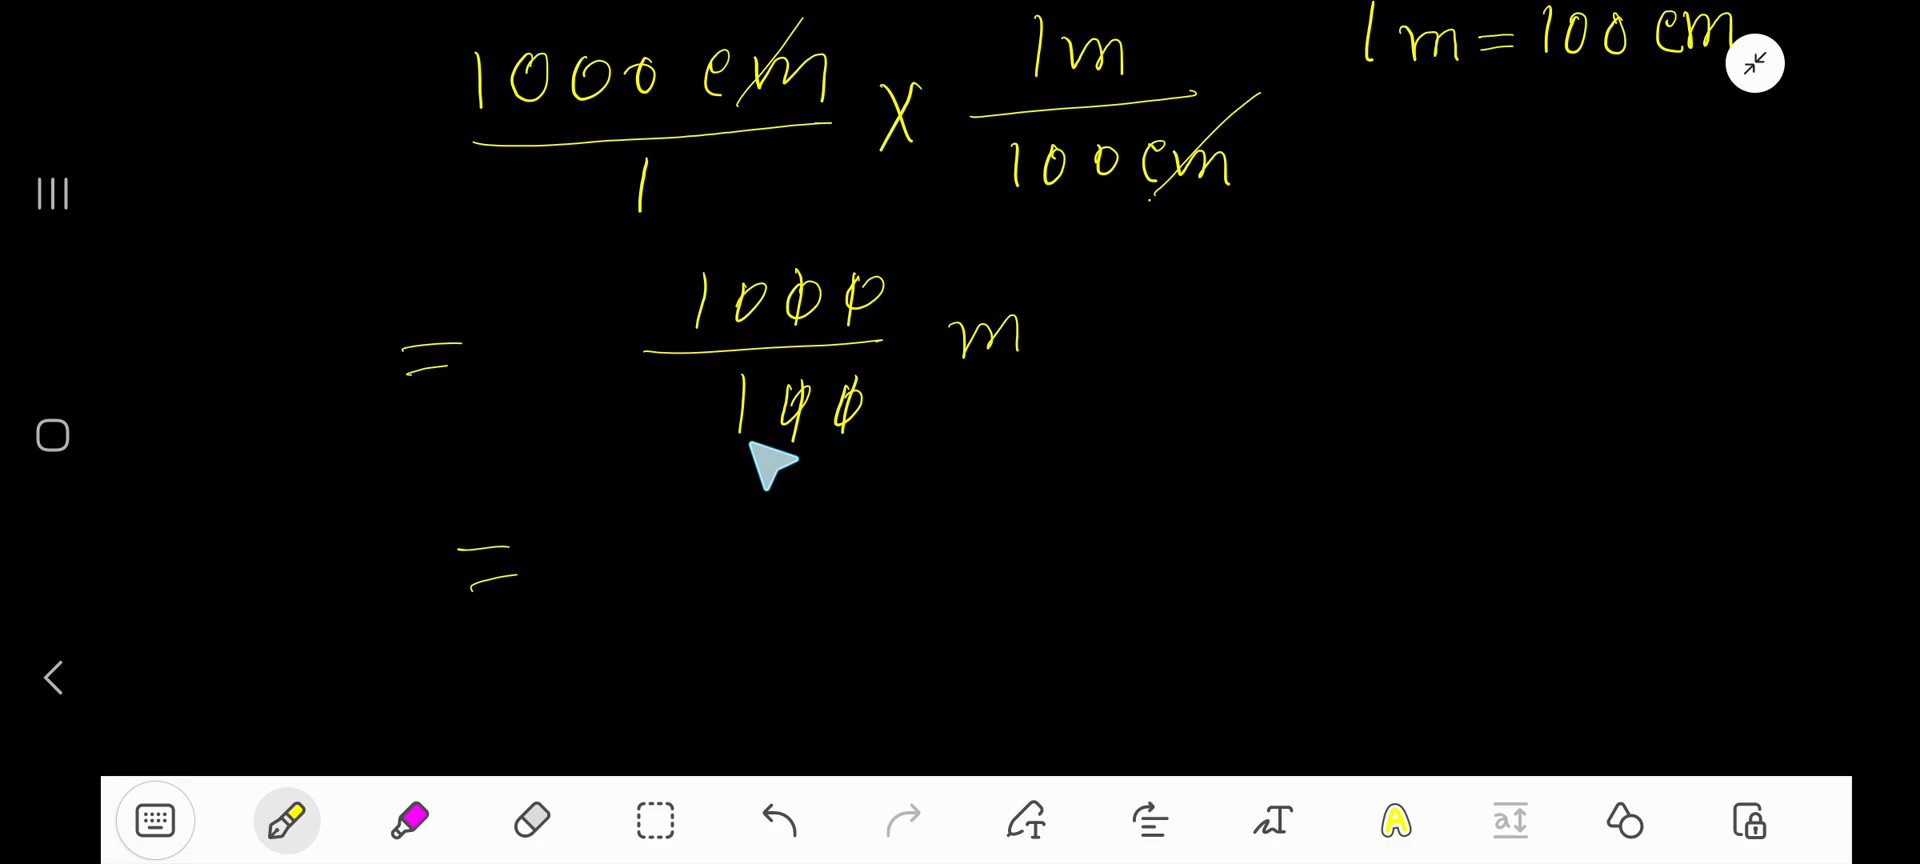 1000 cm / 1 × 1m / 100 cm
1 m = 100 cm
= 1000 / 100 m
=